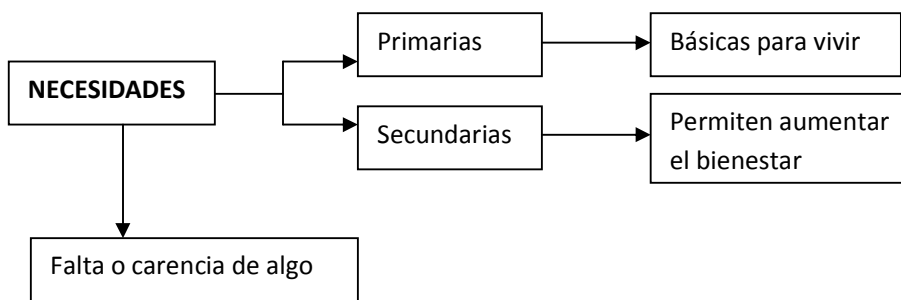 Primarias
Básicas para vivir
NECESIDADES
Secundarias
Permiten aumentar
el bienestar
Falta o carencia de algo